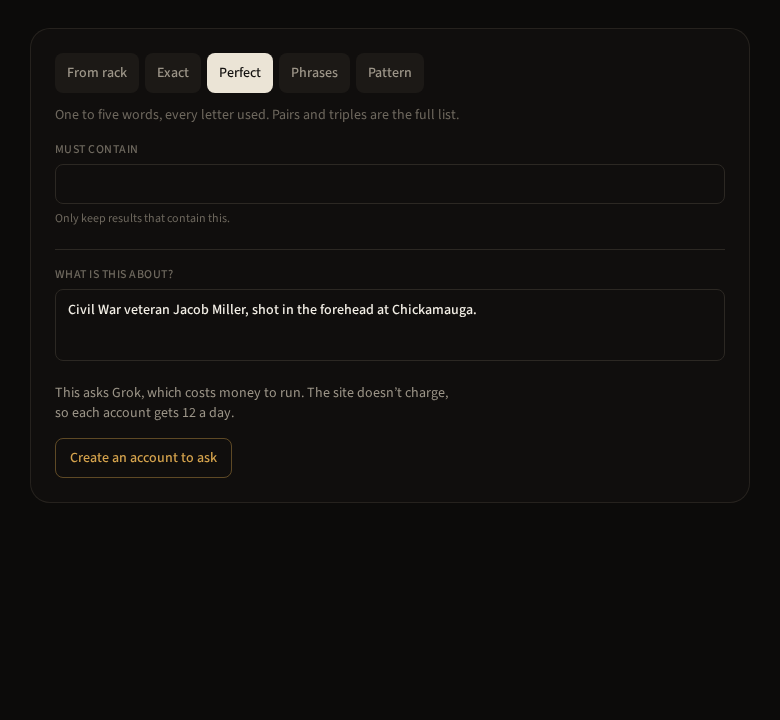 From rack Exact Perfect Phrases Pattern
One to five words, every letter used. Pairs and triples are the full list.
MUST CONTAIN
Only keep results that contain this.
WHAT IS THIS ABOUT?
Civil War veteran Jacob Miller, shot in the forehead at Chickamauga.
This asks Grok, which costs money to run. The site doesn’t charge,
so each account gets 12 a day.
Create an account to ask